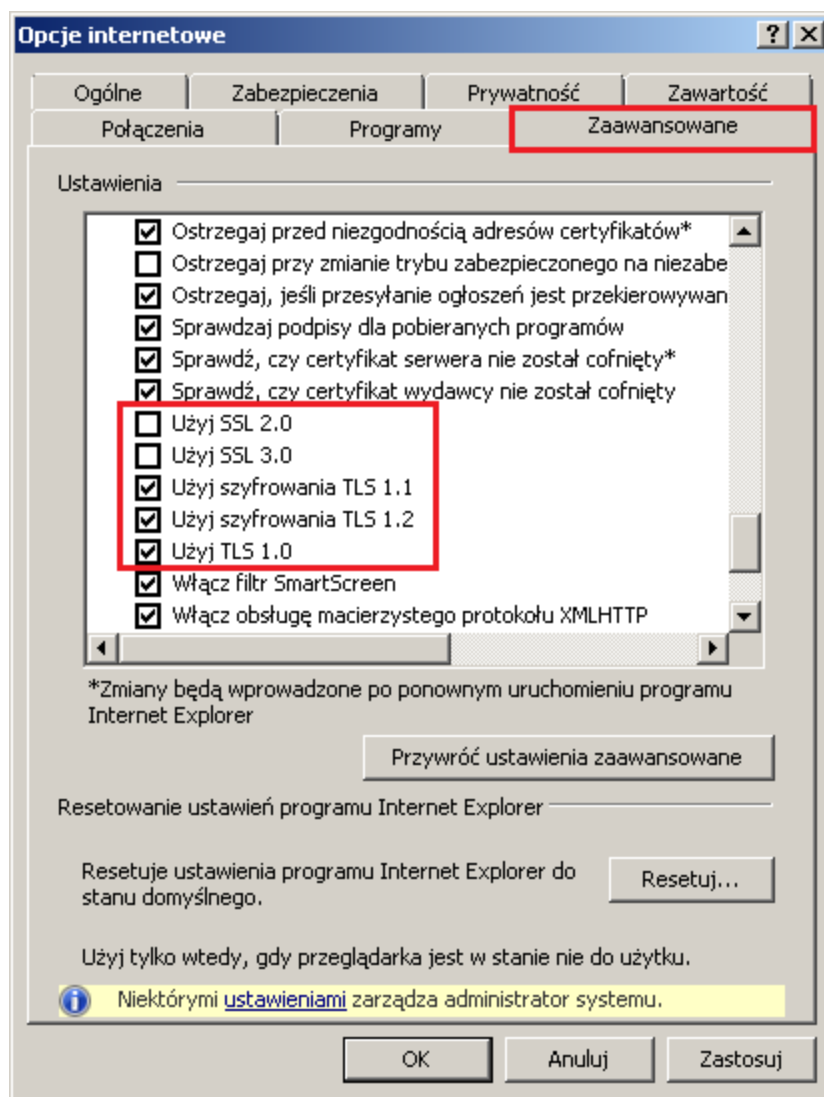 Opcje internetowe
Ogólne Zabezpieczenia Prywatność Zawartość
Połączenia Programy Zaawansowane
Ustawienia
Ostrzegaj przed niezgodnością adresów certyfikatów*
Ostrzegaj przy zmianie trybu zabezpieczonego na niezabe
Ostrzegaj, jeśli przesyłanie ogłoszeń jest przekierowywan
Sprawdzaj podpisy dla pobieranych programów
Sprawdź, czy certyfikat serwera nie został cofnięty*
Sprawdź, czy certyfikat wydawcy nie został cofnięty
Użyj SSL 2.0
Użyj SSL 3.0
Użyj szyfrowania TLS 1.1
Użyj szyfrowania TLS 1.2
Użyj TLS 1.0
Włącz filtr SmartScreen
Włącz obsługę macierzystego protokołu XMLHTTP
*Zmiany będą wprowadzone po ponownym uruchomieniu programu
Internet Explorer
Przywróć ustawienia zaawansowane
Resetowanie ustawień programu Internet Explorer
Resetuje ustawienia programu Internet Explorer do
stanu domyślnego.
Resetuj...
Użyj tylko wtedy, gdy przeglądarka jest w stanie nie do użytku.
Niektórymi ustawieniami zarządza administrator systemu.
OK Anuluj Zastosuj